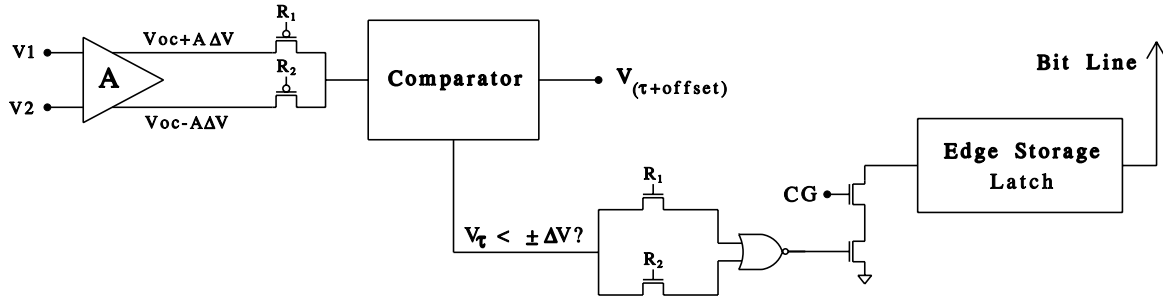 R1
V1
Voc+AΔV
A
R2
V2
Voc-AΔV
Comparator
V(τ+offset)
Bit Line
Edge Storage
Latch
R1
CG
Vτ < ± ΔV?
R2